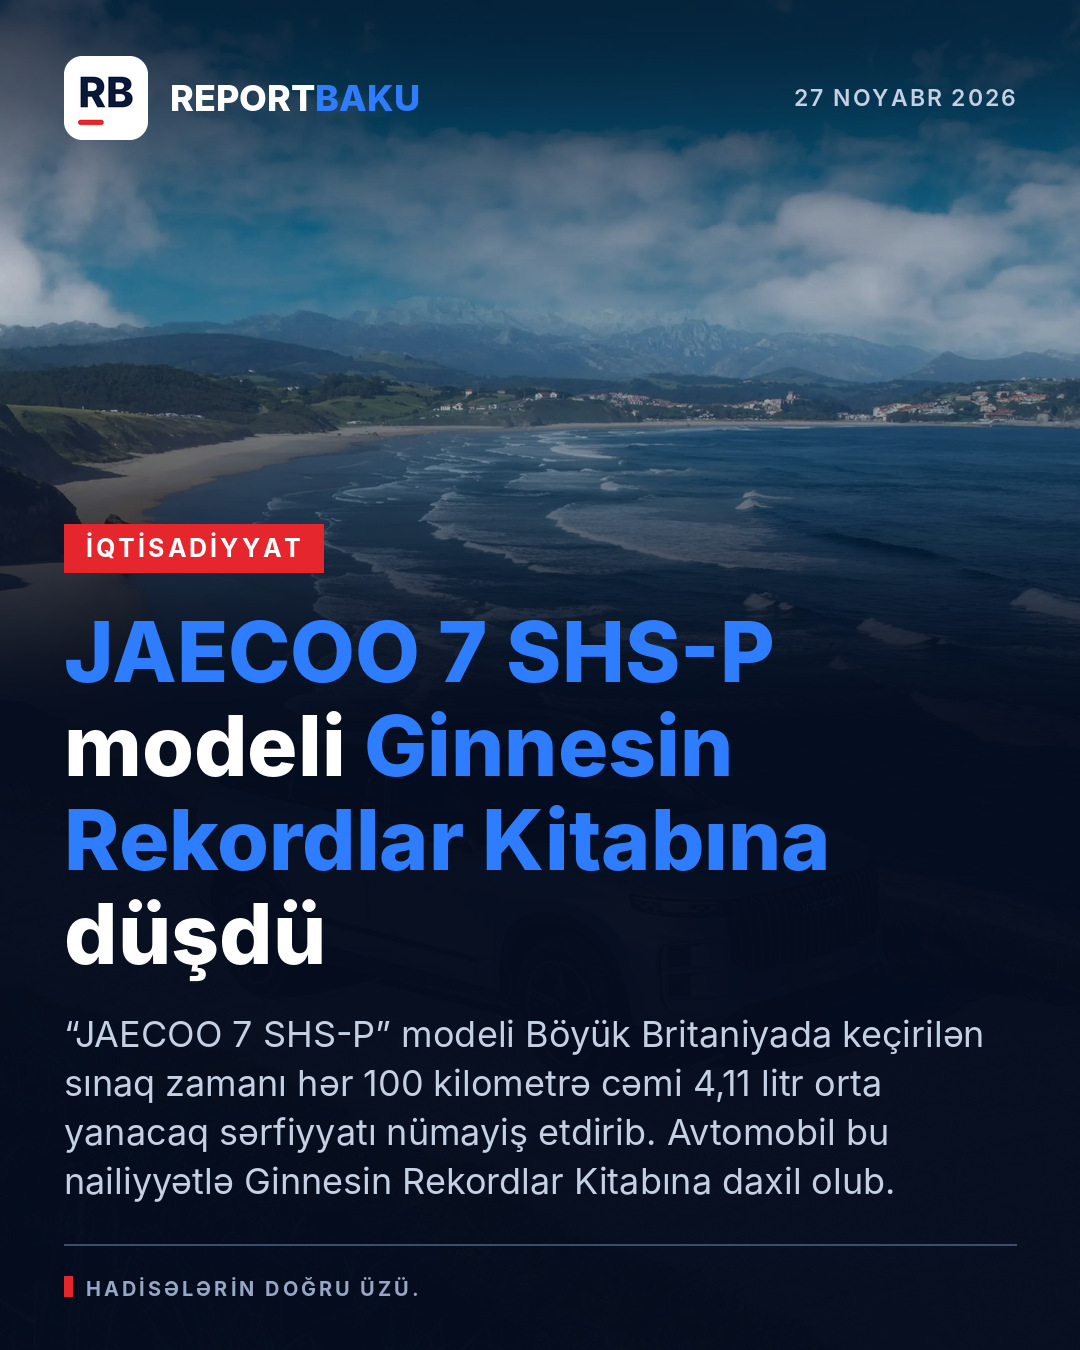 RB
REPORTBAKU
27 NOYABR 2026
İQTİSADİYYAT
JAECOO 7 SHS-P
modeli Ginnesin
Rekordlar Kitabına
düşdü
“JAECOO 7 SHS-P” modeli Böyük Britaniyada keçirilən
sınaq zamanı hər 100 kilometrə cəmi 4,11 litr orta
yanacaq sərfiyyatı nümayiş etdirib. Avtomobil bu
nailiyyətlə Ginnesin Rekordlar Kitabına daxil olub.
HADİSƏLƏRİN DOĞRU ÜZÜ.